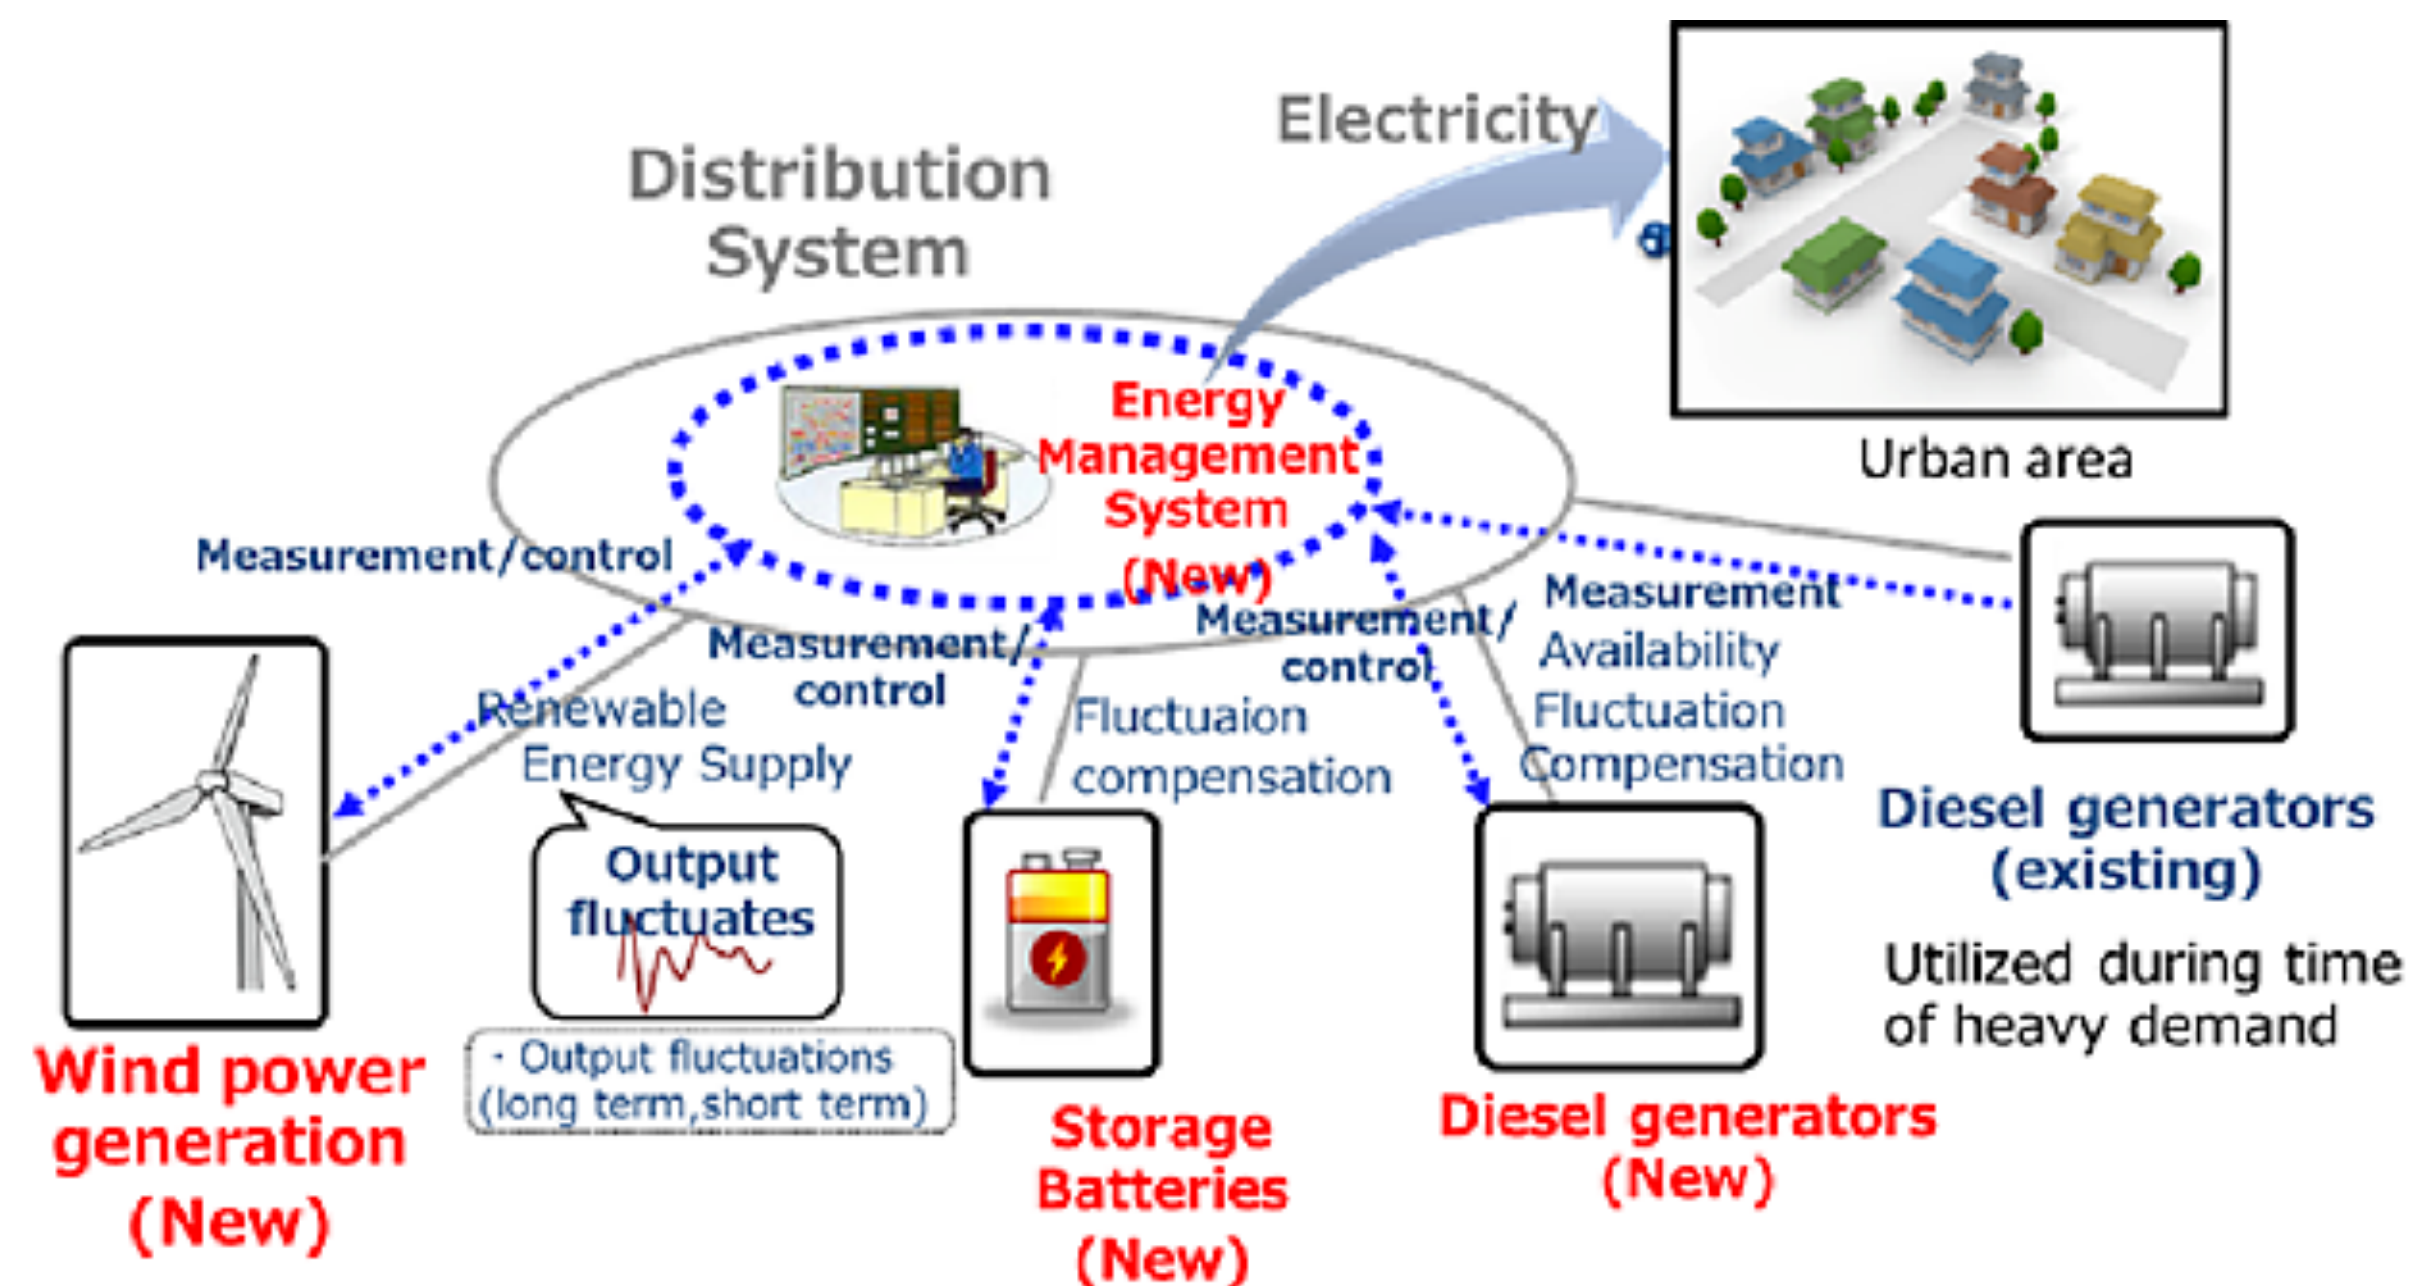 Electricity
Distribution
System
Urban area
Energy
Management
System
(New)
Measurement/control
Measurement/
control
Measurement/
control
Measurement
Availability
Fluctuation
Compensation
Renewable
Energy Supply
Fluctuaion
compensation
Output
fluctuates
· Output fluctuations
(long term,short term)
Diesel generators
(existing)
Utilized during time
of heavy demand
Wind power
generation
(New)
Storage
Batteries
(New)
Diesel generators
(New)